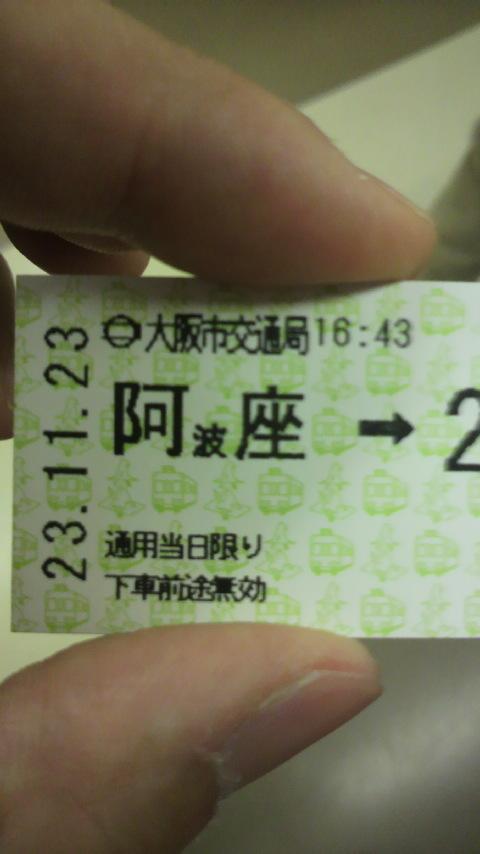 大阪市交通局16:43
阿波座 ➡ 2
通用当日限り
下車前途無効
23.11.23